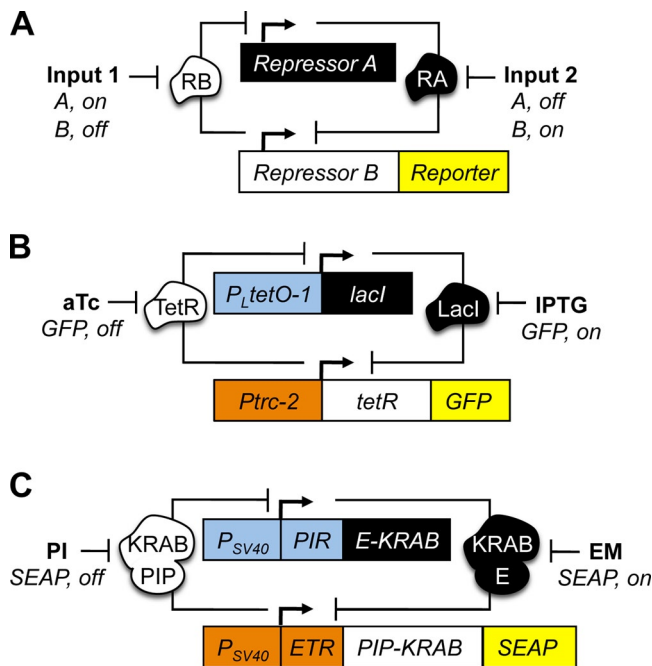 A
Repressor A
RB
RA
Input 1
A, on
B, off
Input 2
A, off
B, on
Repressor B Reporter
B
PLtetO-1 lacI
TetR
LacI
aTc
GFP, off
IPTG
GFP, on
Ptrc-2 tetR GFP
C
PSV40 PIR E-KRAB
KRAB
PIP
KRAB
E
PI
SEAP, off
EM
SEAP, on
PSV40 ETR PIP-KRAB SEAP